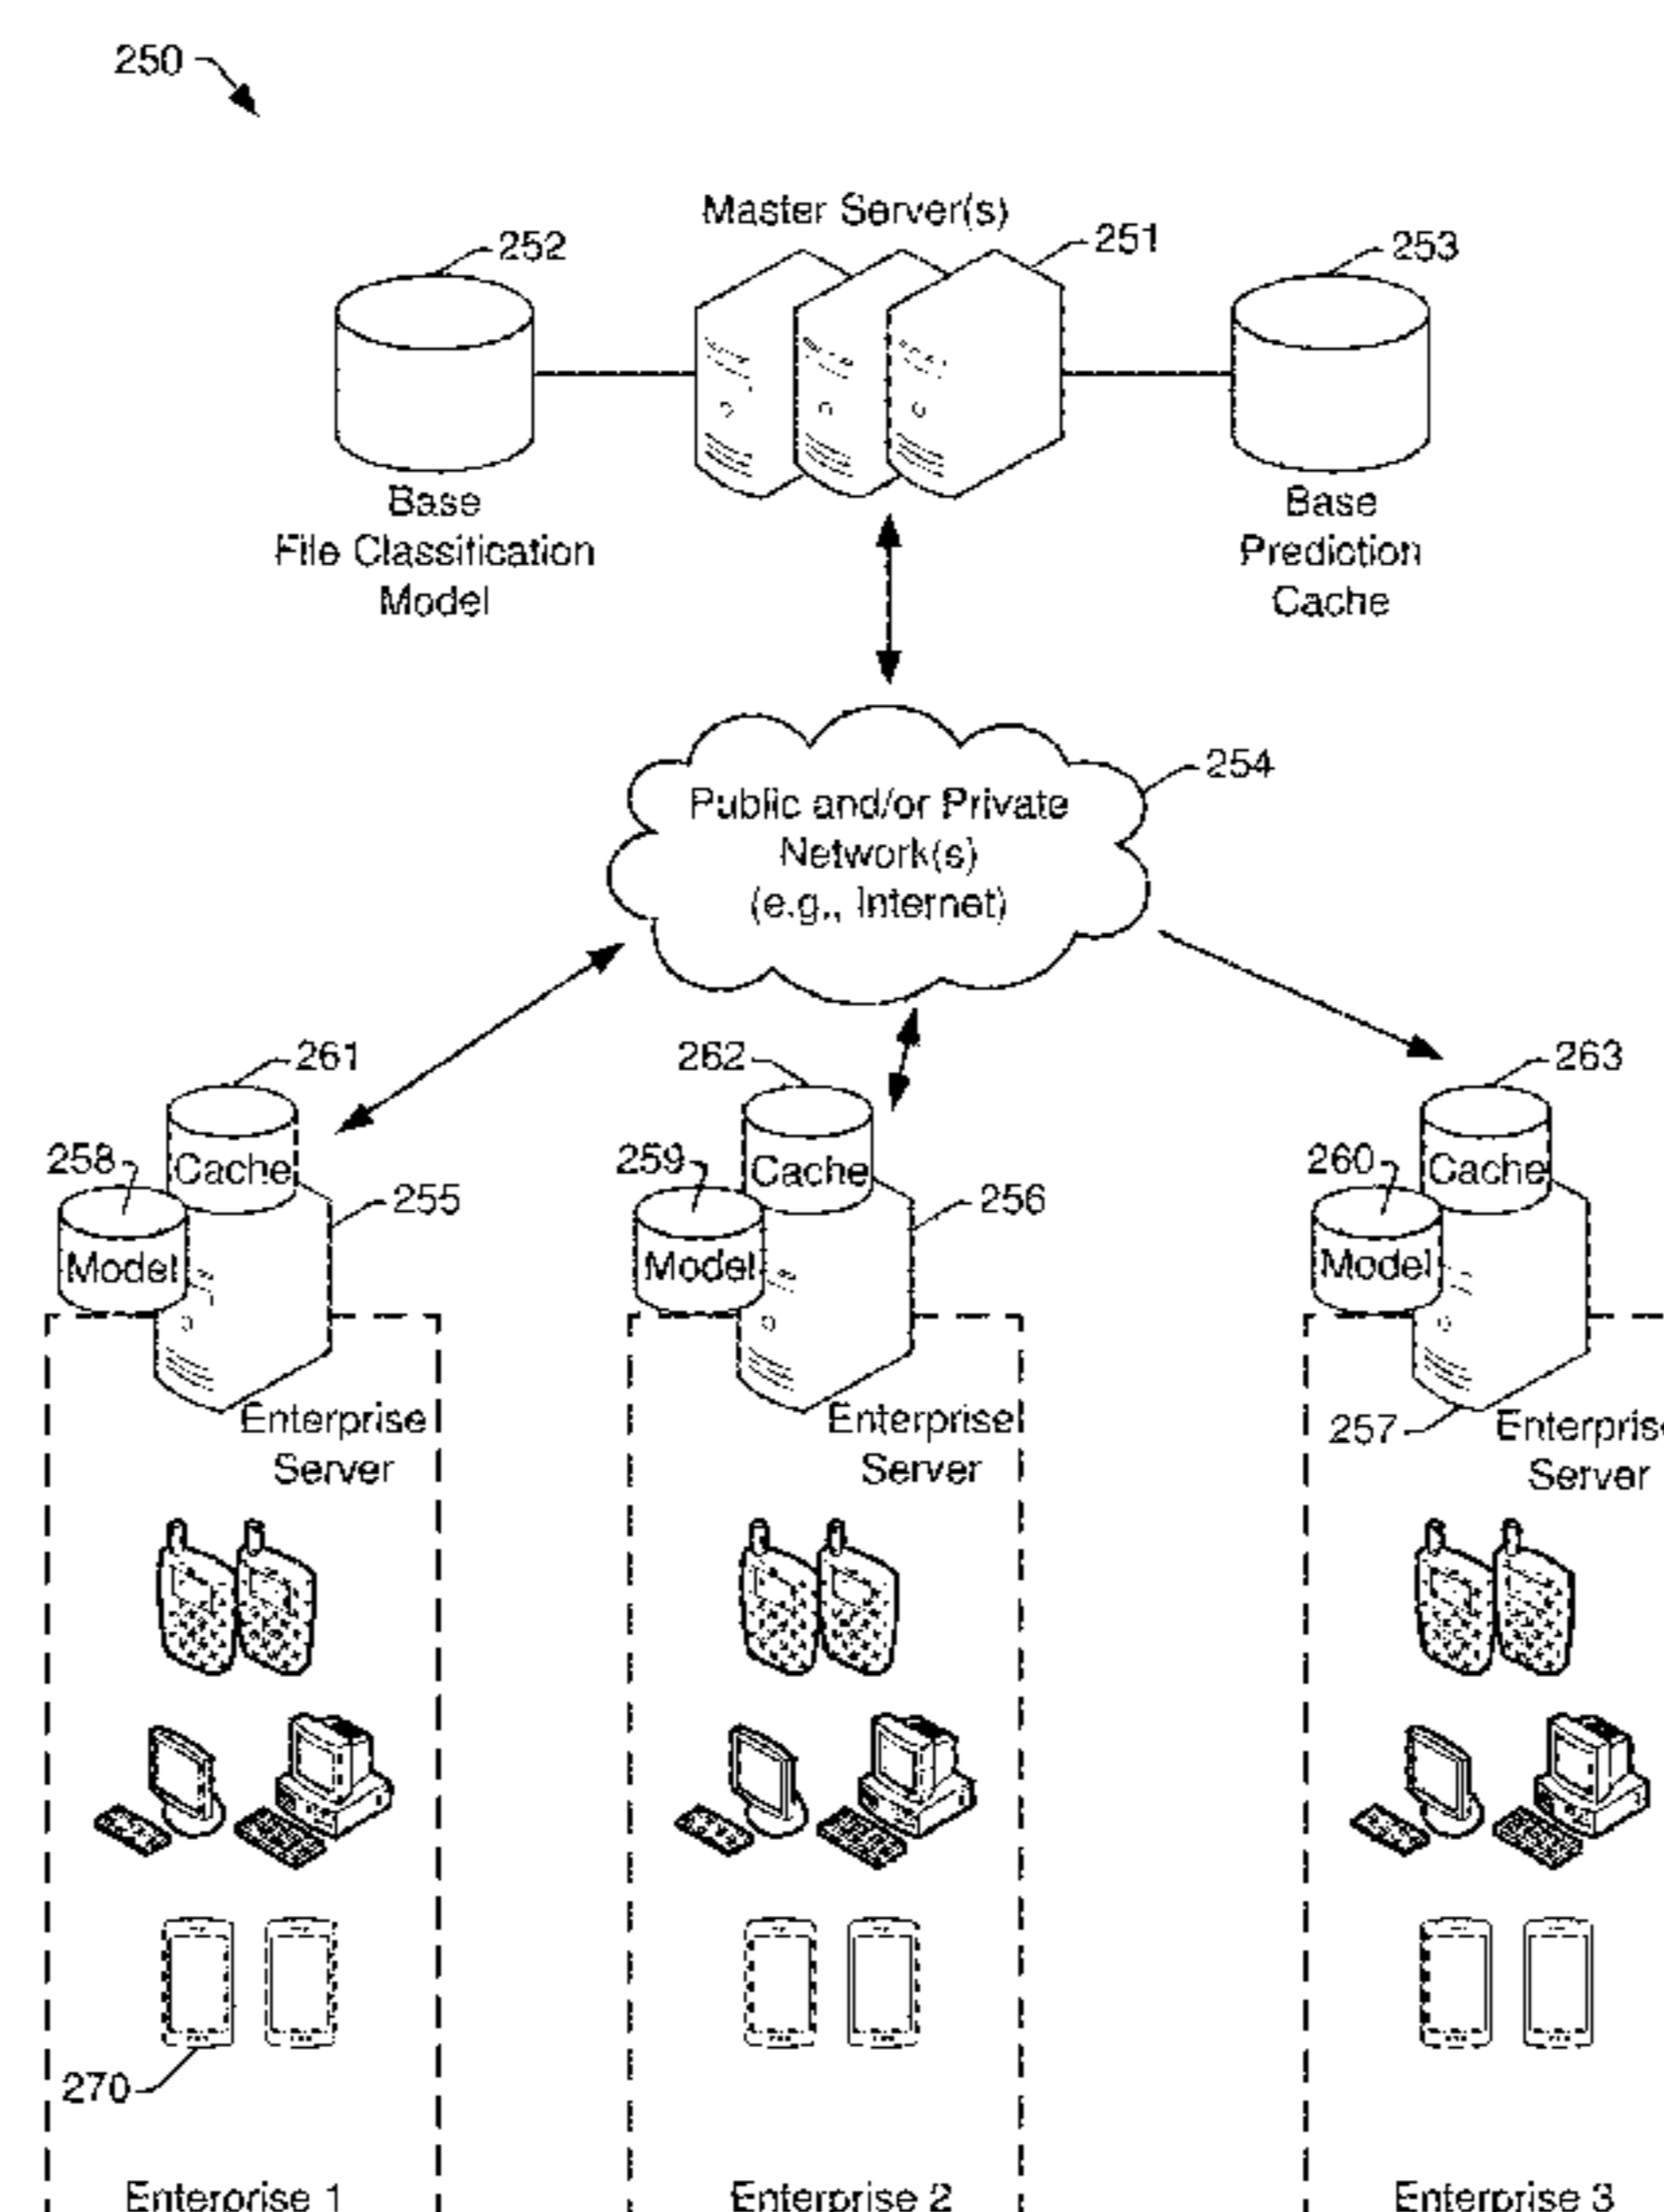 250
Master Server(s)
252
251
253
Base
File Classification
Model
Base
Prediction
Cache
254
Public and/or Private
Network(s)
(e.g., Internet)
261
262
263
258
Cache
259
Cache
260
Cache
255
256
Model
Model
Model
Enterprise
Server
Enterprise
Server
257
Enterprise
Server
270
Enterprise 1
Enterprise 2
Enterprise 3